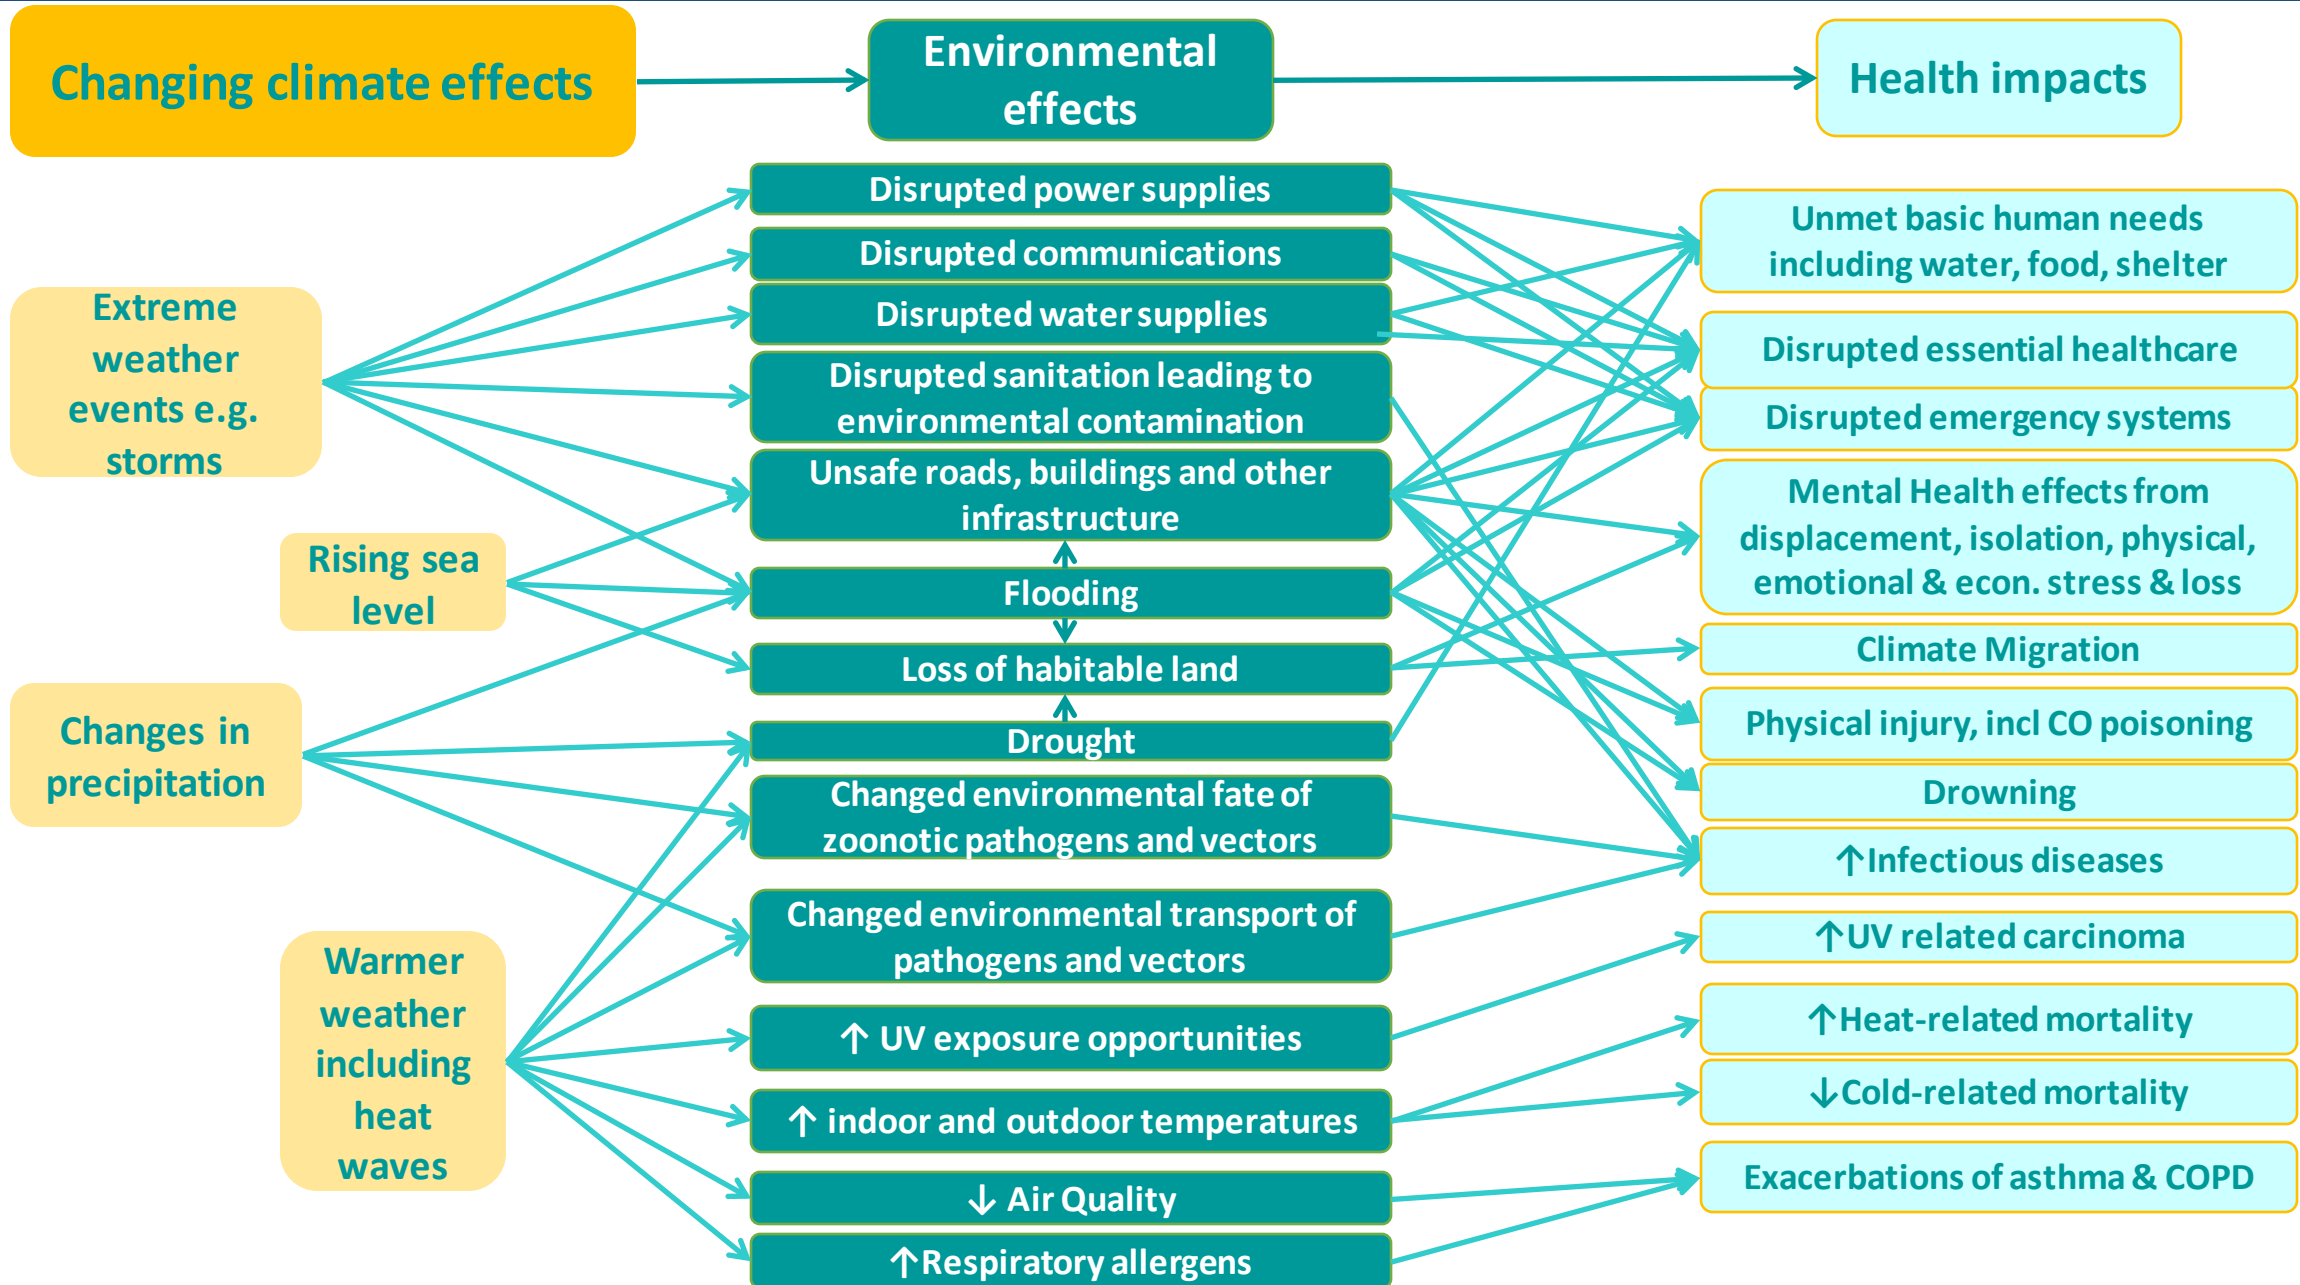 Changing climate effects
Environmental
effects
Health impacts
Extreme
weather
events e.g.
storms
Rising sea
level
Changes in
precipitation
Warmer
weather
including
heat
waves
Disrupted power supplies
Disrupted communications
Disrupted water supplies
Disrupted sanitation leading to
environmental contamination
Unsafe roads, buildings and other
infrastructure
Flooding
Loss of habitable land
Drought
Changed environmental fate of
zoonotic pathogens and vectors
Changed environmental transport of
pathogens and vectors
↑ UV exposure opportunities
↑ indoor and outdoor temperatures
↓ Air Quality
↑Respiratory allergens
Unmet basic human needs
including water, food, shelter
Disrupted essential healthcare
Disrupted emergency systems
Mental Health effects from
displacement, isolation, physical,
emotional & econ. stress & loss
Climate Migration
Physical injury, incl CO poisoning
Drowning
↑Infectious diseases
↑UV related carcinoma
↑Heat-related mortality
↓Cold-related mortality
Exacerbations of asthma & COPD